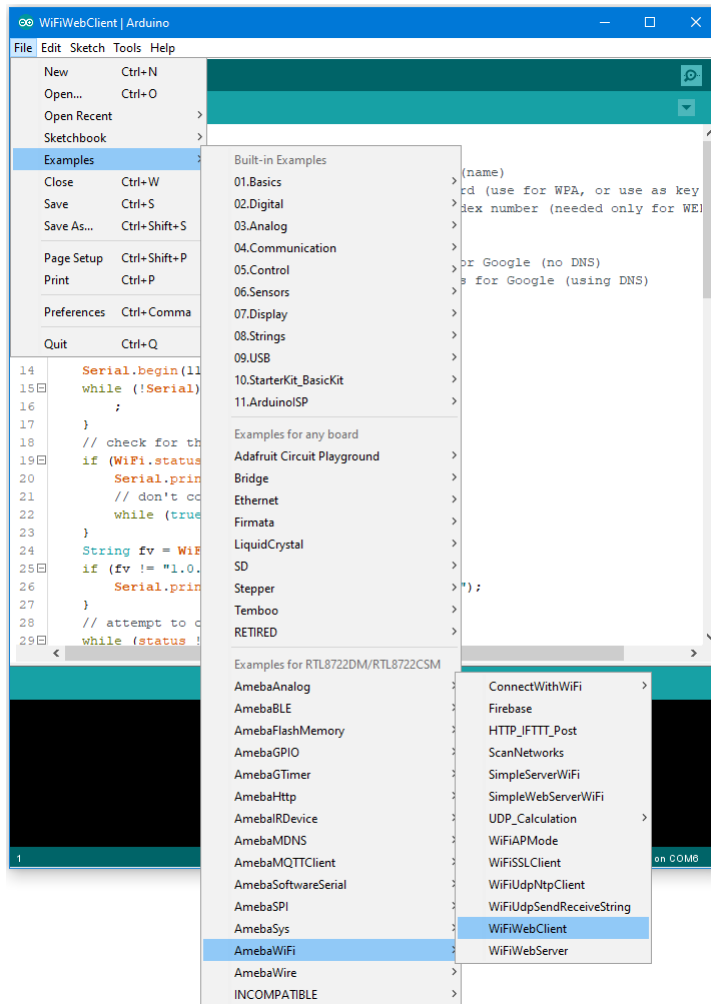 WiFiWebClient | Arduino
File Edit Sketch Tools Help
New Ctrl+N
Open... Ctrl+O
Open Recent
Sketchbook
Examples
Close Ctrl+W
Save Ctrl+S
Save As... Ctrl+Shift+S
Page Setup Ctrl+Shift+P
Print Ctrl+P
Preferences Ctrl+Comma
Quit Ctrl+Q
Built-in Examples
01.Basics
02.Digital
03.Analog
04.Communication
05.Control
06.Sensors
07.Display
08.Strings
09.USB
10.StarterKit_BasicKit
11.ArduinoISP
Examples for any board
Adafruit Circuit Playground
Bridge
Ethernet
Firmata
LiquidCrystal
SD
Stepper
Temboo
RETIRED
Examples for RTL8722DM/RTL8722CSM
AmebaAnalog
AmebaBLE
AmebaFlashMemory
AmebaGPIO
AmebaGTimer
AmebaHttp
AmebaIRDevice
AmebaMDNS
AmebaMQTTClient
AmebaSoftwareSerial
AmebaSPI
AmebaSys
AmebaWiFi
AmebaWire
INCOMPATIBLE
ConnectWithWiFi
Firebase
HTTP_IFTTT_Post
ScanNetworks
SimpleServerWiFi
SimpleWebServerWiFi
UDP_Calculation
WiFiAPMode
WiFiSSLClient
WiFiUdpNtpClient
WiFiUdpSendReceiveString
WiFiWebClient
WiFiWebServer
(name)
rd (use for WPA, or use as key
dex number (needed only for WEP
or Google (no DNS)
s for Google (using DNS)
14 Serial.begin(11
15 while (!Serial)
16 ;
17 }
18 // check for th
19 if (WiFi.status
20 Serial.prin
21 // don't co
22 while (true
23 }
24 String fv = WiF
25 if (fv != "1.0.
26 Serial.prin ");
27 }
28 // attempt to c
29 while (status !
1 on COM6